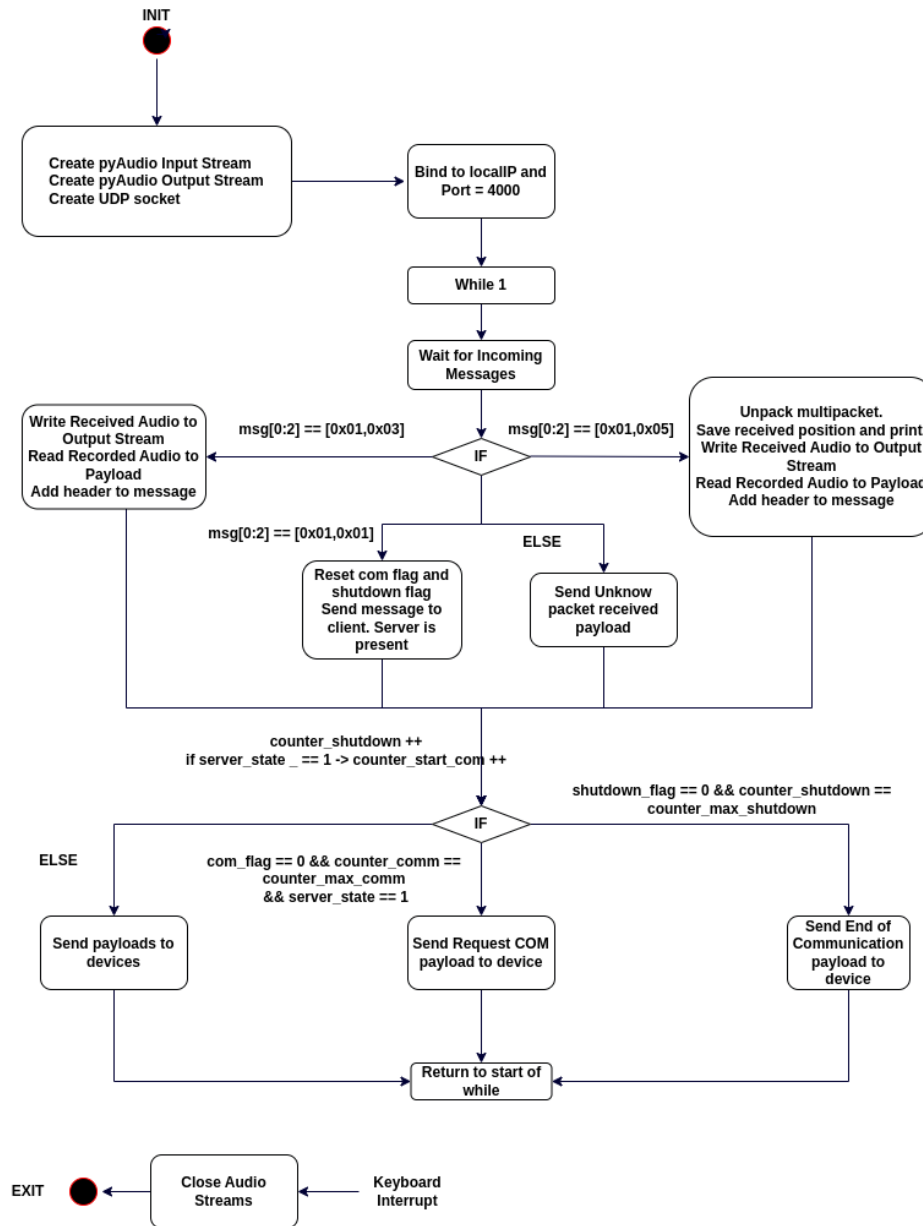 INIT
Create pyAudio Input Stream
Create pyAudio Output Stream
Create UDP socket
Bind to localIP and
Port = 4000
While 1
Wait for Incoming
Messages
Write Received Audio to
Output Stream
Read Recorded Audio to
Payload
Add header to message
msg[0:2] == [0x01,0x03]
IF
msg[0:2] == [0x01,0x05]
Unpack multipacket.
Save received position and print
Write Received Audio to Output
Stream
Read Recorded Audio to Payload
Add header to message
msg[0:2] == [0x01,0x01]
ELSE
Reset com flag and
shutdown flag
Send message to
client. Server is
present
Send Unknow
packet received
payload
counter_shutdown ++
if server_state _ == 1 -> counter_start_com ++
IF
shutdown_flag == 0 && counter_shutdown ==
counter_max_shutdown
ELSE
com_flag == 0 && counter_comm ==
counter_max_comm
&& server_state == 1
Send payloads to
devices
Send Request COM
payload to device
Send End of
Communication
payload to
device
Return to start of
while
EXIT
Close Audio
Streams
Keyboard
Interrupt